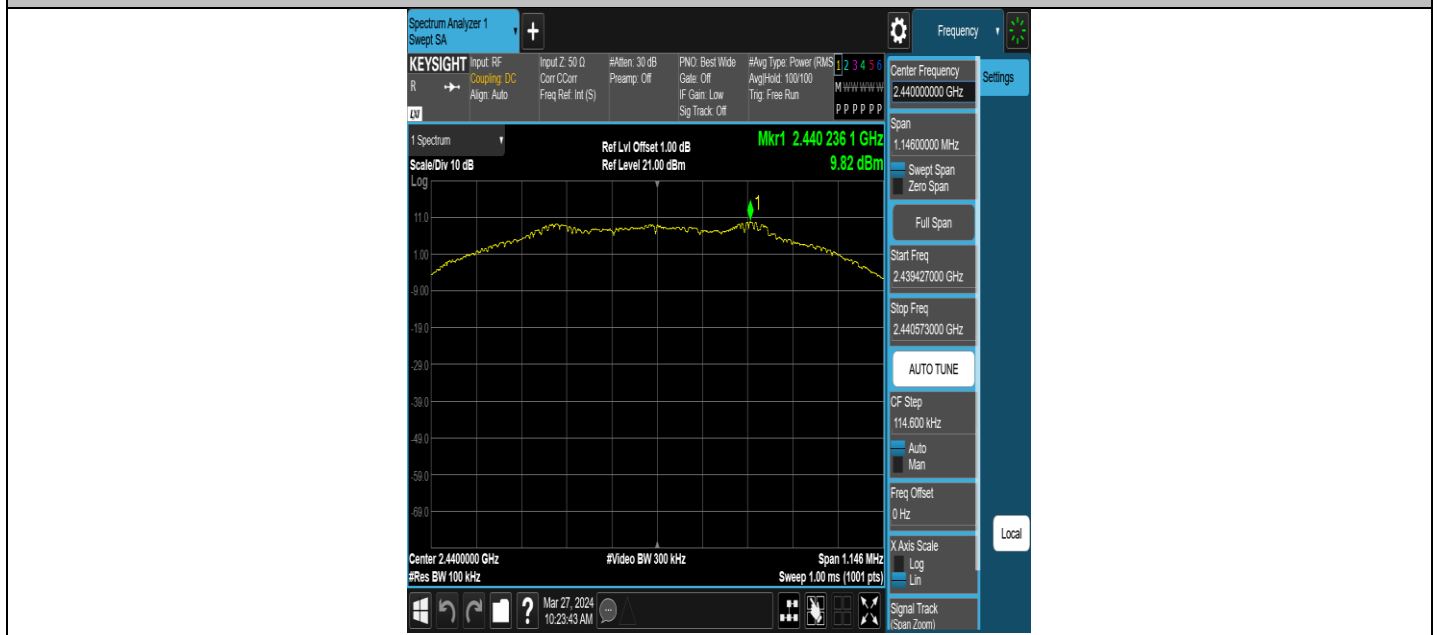 Spectrum Analyzer 1
Swept SA
+
Frequency
KEYSIGHT
R
LXI
Input: RF
Coupling: DC
Align: Auto
Input Z: 50 Ω
Corr CCorr
Freq Ref: Int (S)
#Atten: 30 dB
Preamp: Off
PNO: Best Wide
Gate: Off
IF Gain: Low
Sig Track: Off
#Avg Type: Power (RMS
Avg|Hold: 100/100
Trig: Free Run
1 2 3 4 5 6
M W W W W W
P P P P P P
1 Spectrum
Scale/Div 10 dB
Log
Ref Lvl Offset 1.00 dB
Ref Level 21.00 dBm
Mkr1 2.440 236 1 GHz
9.82 dBm
1
11.0
1.00
-9.00
-19.0
-29.0
-39.0
-49.0
-59.0
-69.0
Center 2.4400000 GHz
#Res BW 100 kHz
#Video BW 300 kHz
Span 1.146 MHz
Sweep 1.00 ms (1001 pts)
Center Frequency
2.440000000 GHz
Settings
Span
1.14600000 MHz
Swept Span
Zero Span
Full Span
Start Freq
2.439427000 GHz
Stop Freq
2.440573000 GHz
AUTO TUNE
CF Step
114.600 kHz
Auto
Man
Freq Offset
0 Hz
X Axis Scale
Log
Lin
Local
Signal Track
(Span Zoom)
?
Mar 27, 2024
10:23:43 AM